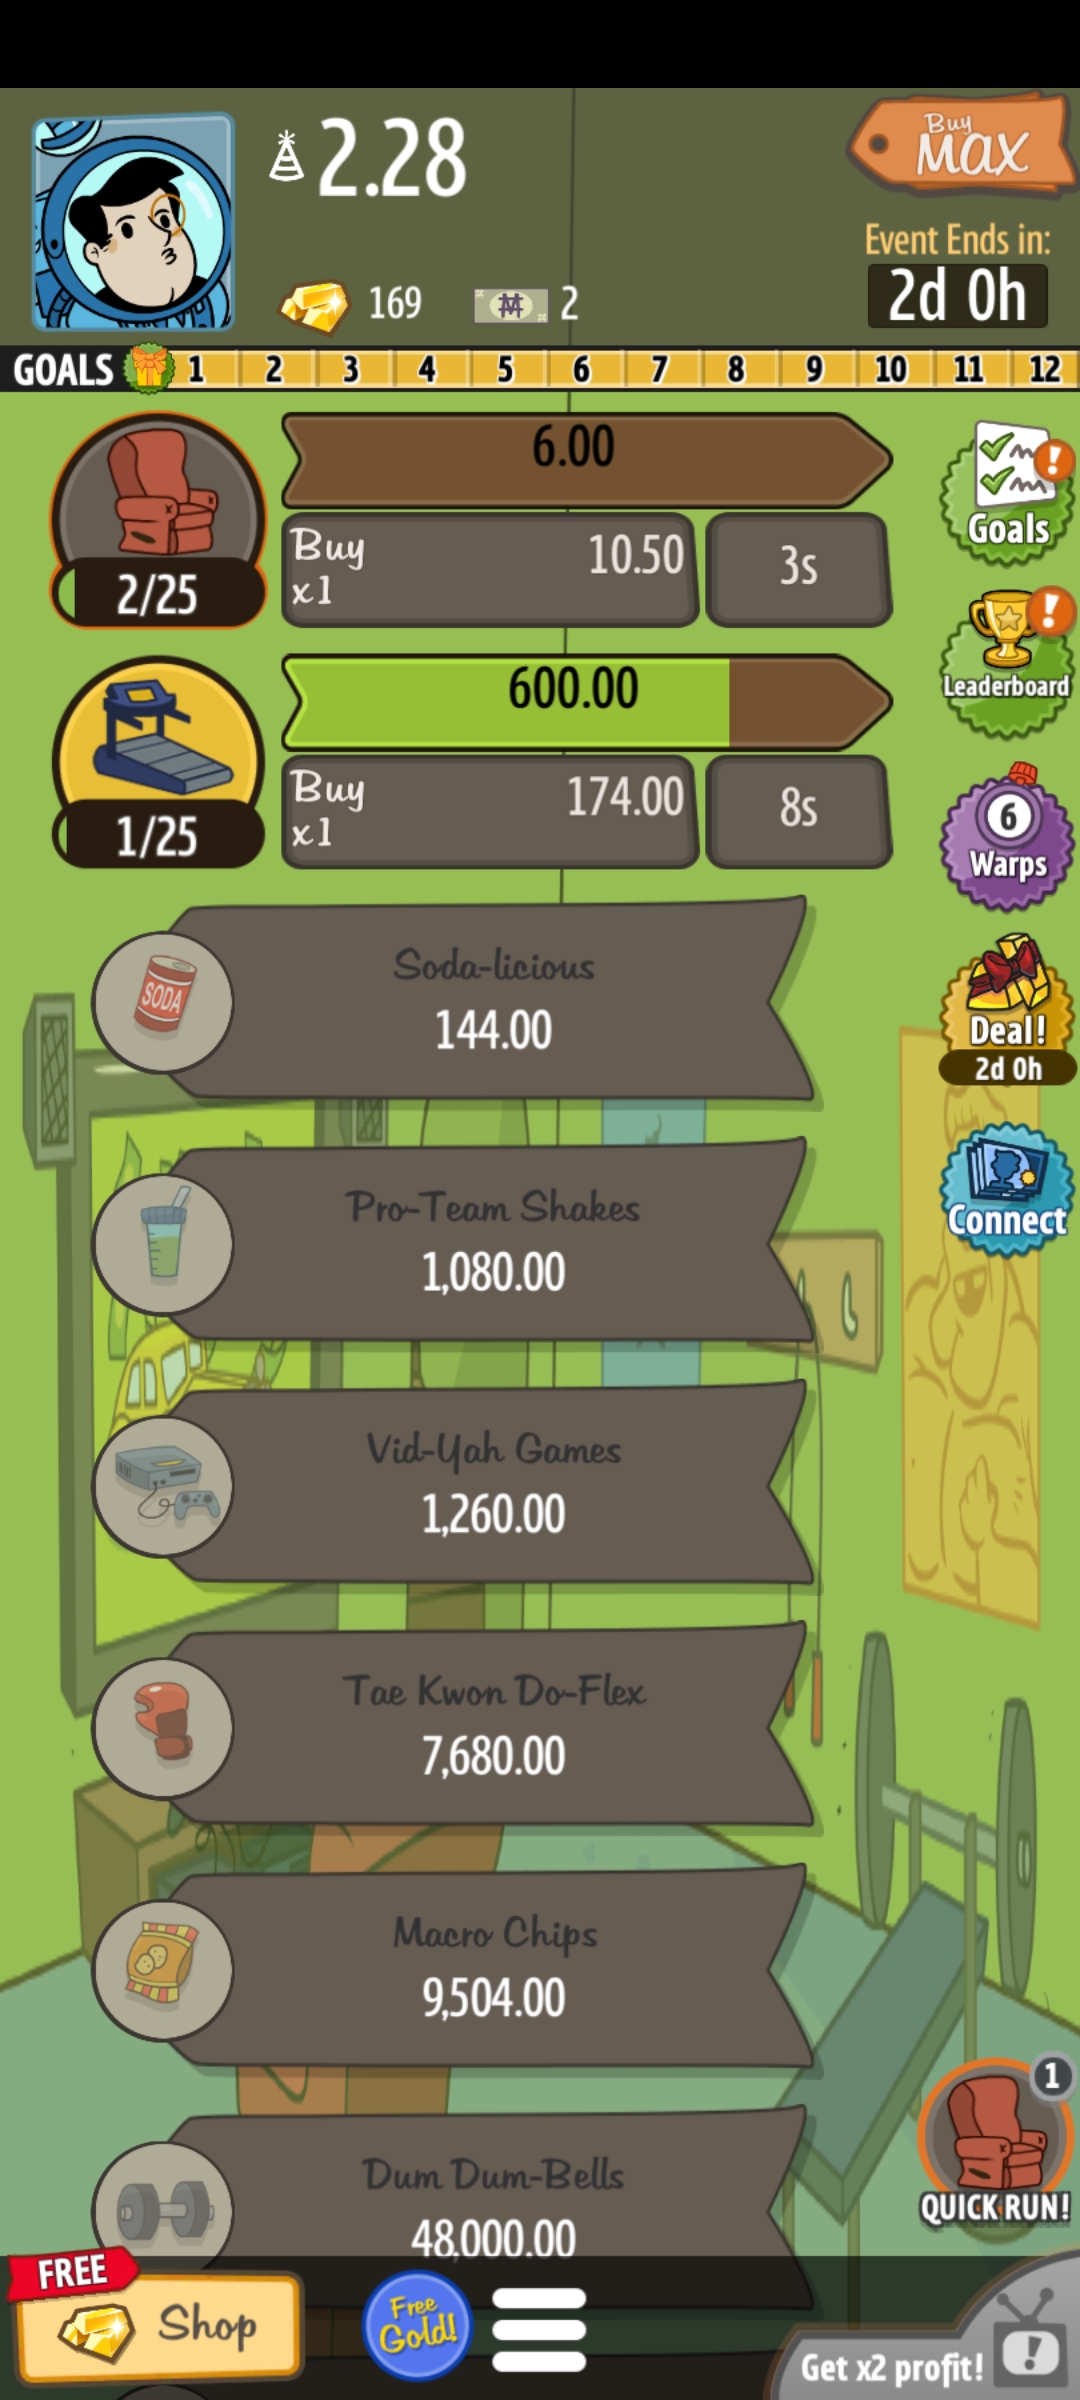 2.28
Buy
MAX
Event Ends in:
2d 0h
169
2
GOALS 1 2 3 4 5 6 7 8 9 10 11 12
6.00
2/25
Buy
x1
10.50
3s
Goals
Leaderboard
600.00
1/25
Buy
x1
174.00
8s
6
Warps
Soda-licious
SODA
144.00
Deal!
2d 0h
Pro-Team Shakes
1,080.00
Connect
Vid-Yah Games
1,260.00
Tae Kwon Do-Flex
7,680.00
Macro Chips
9,504.00
1
QUICK RUN!
Dum Dum-Bells
48,000.00
FREE
Shop
Free
Gold!
Get x2 profit!